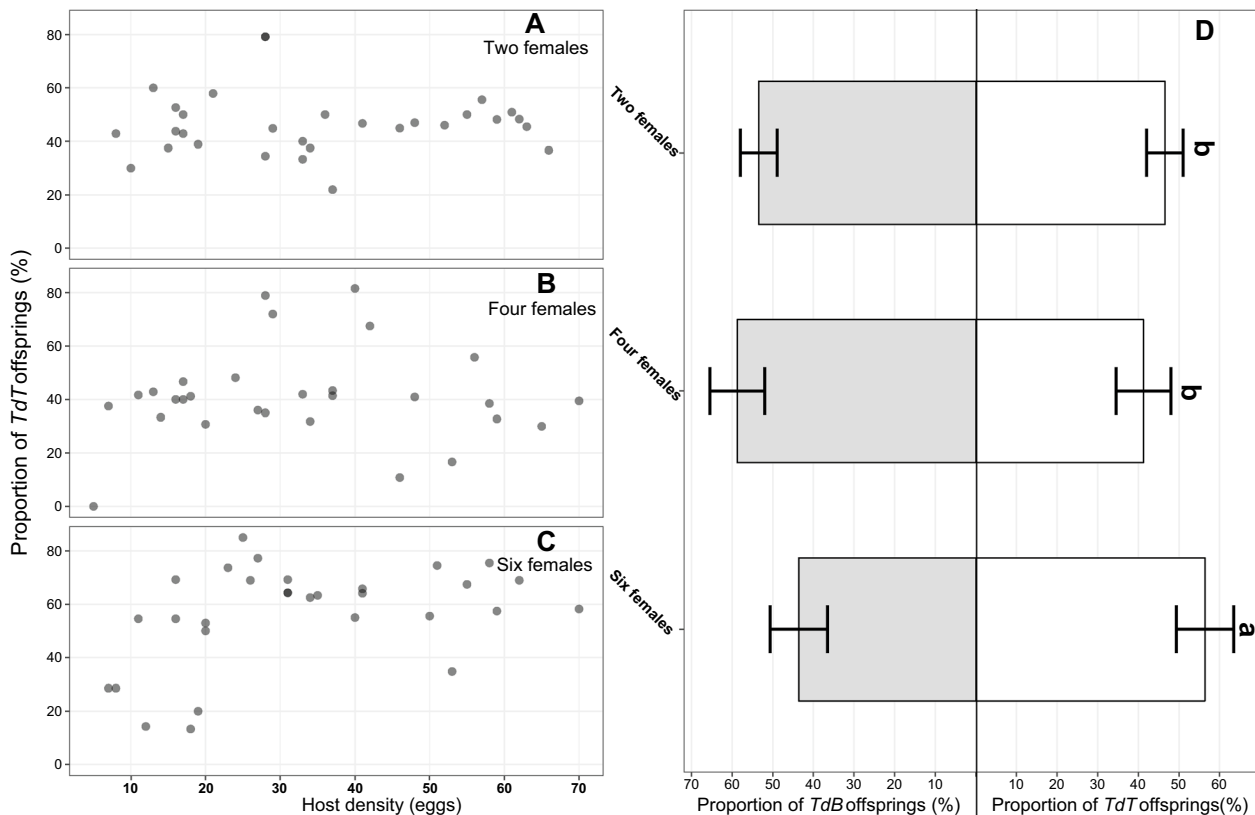 Proportion of TdT offsprings (%)
A
Two females
80
60
40
20
0
B
Four females
80
60
40
20
0
C
Six females
80
60
40
20
0
10 20 30 40 50 60 70
Host density (eggs)
D
Two females
b
Four females
b
Six females
a
70 60 50 40 30 20 10 10 20 30 40 50 60
Proportion of TdB offsprings (%) Proportion of TdT offsprings(%)